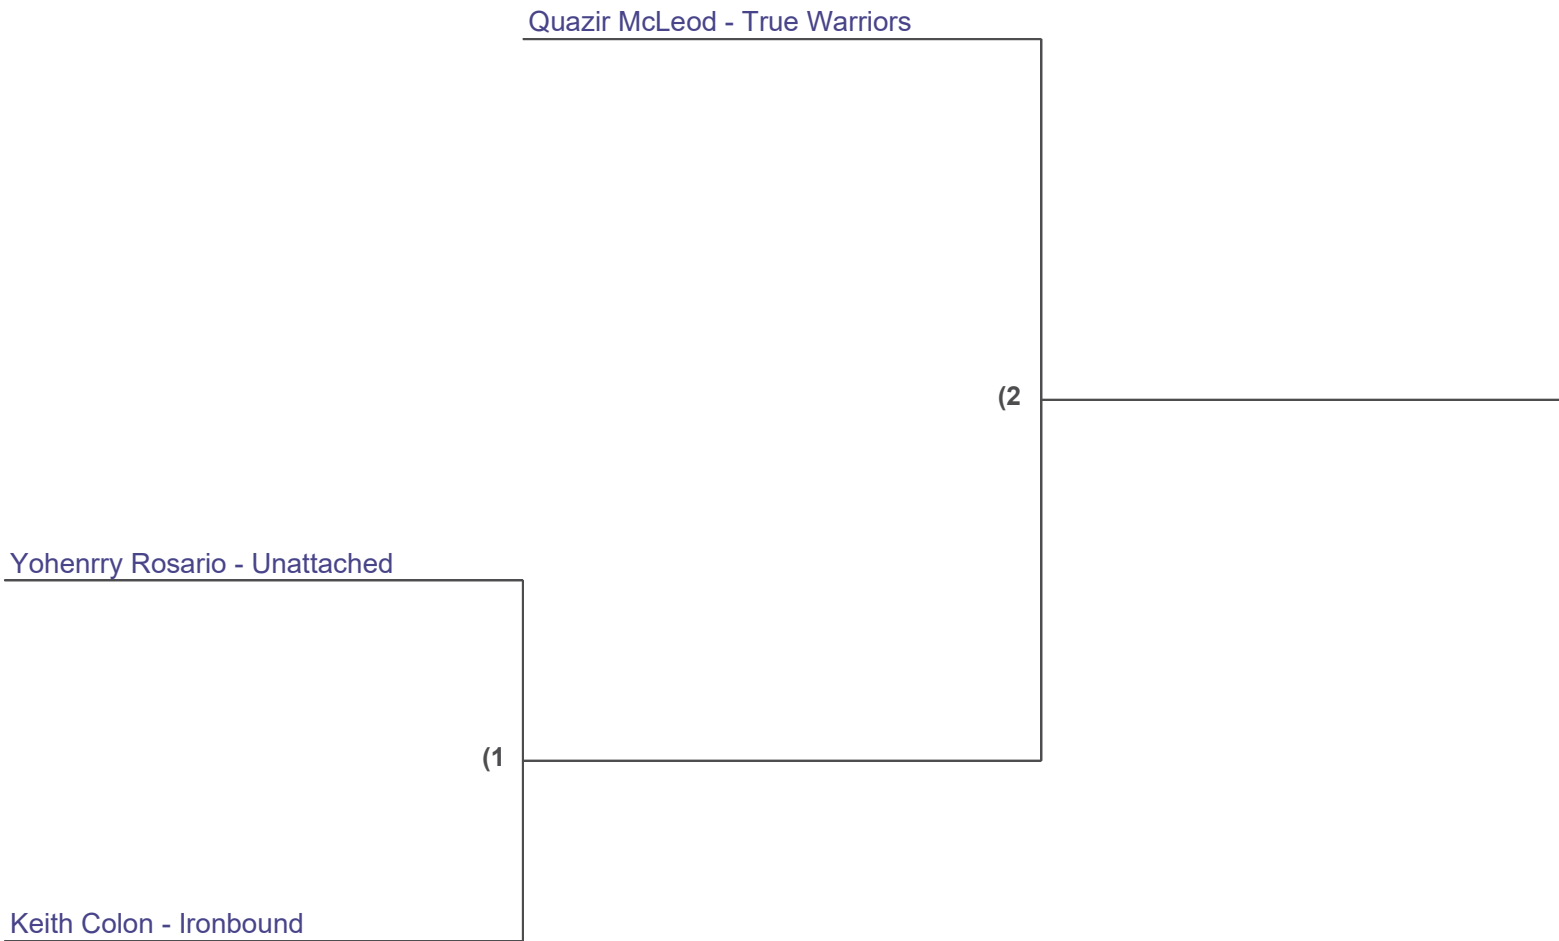 Quazir McLeod - True Warriors
(2
Yohenrry Rosario - Unattached
(1
Keith Colon - Ironbound